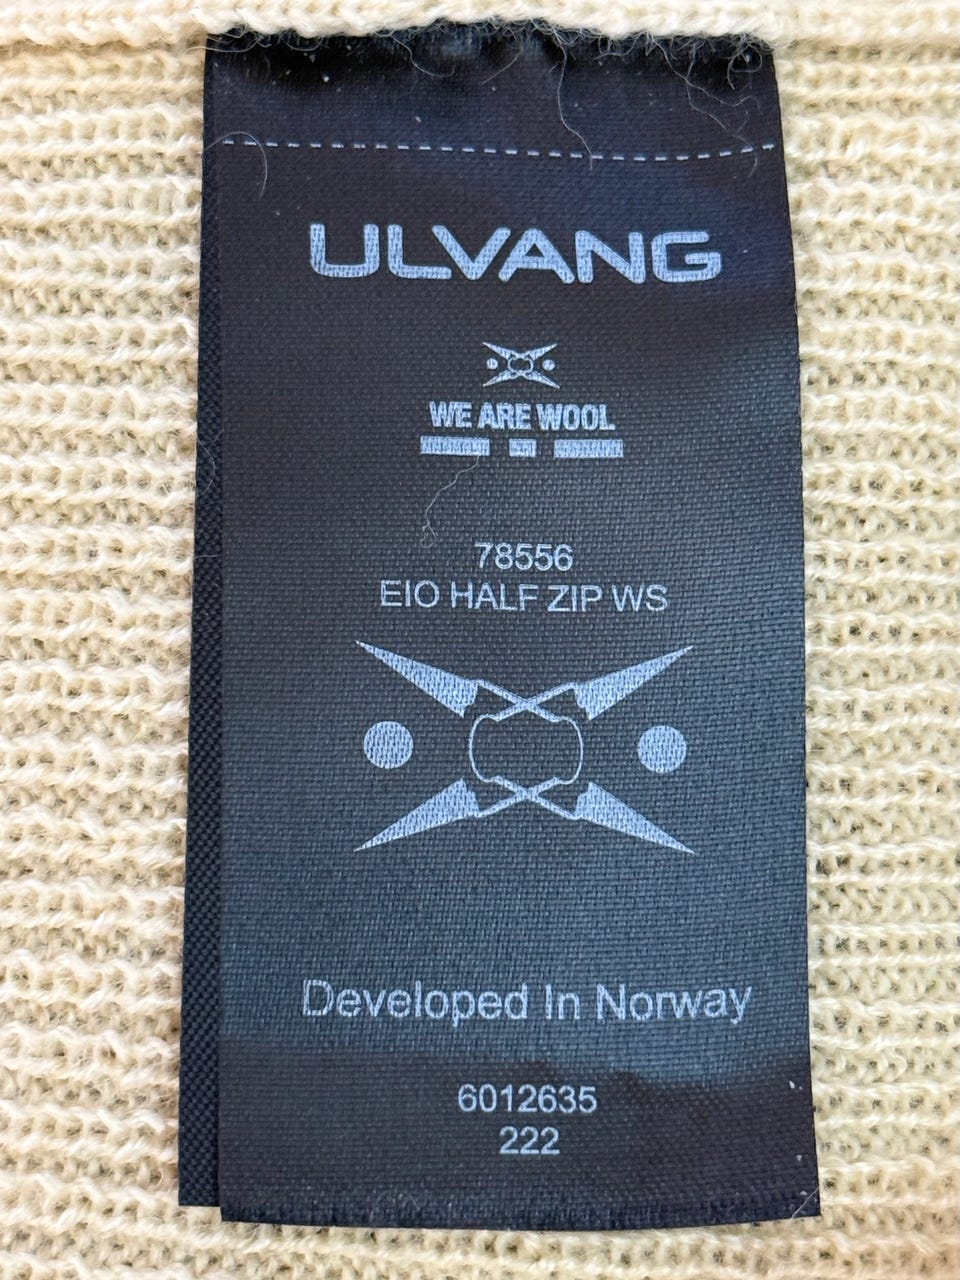 ULVANG
WE ARE WOOL
78556
EIO HALF ZIP WS
Developed In Norway
6012635
222